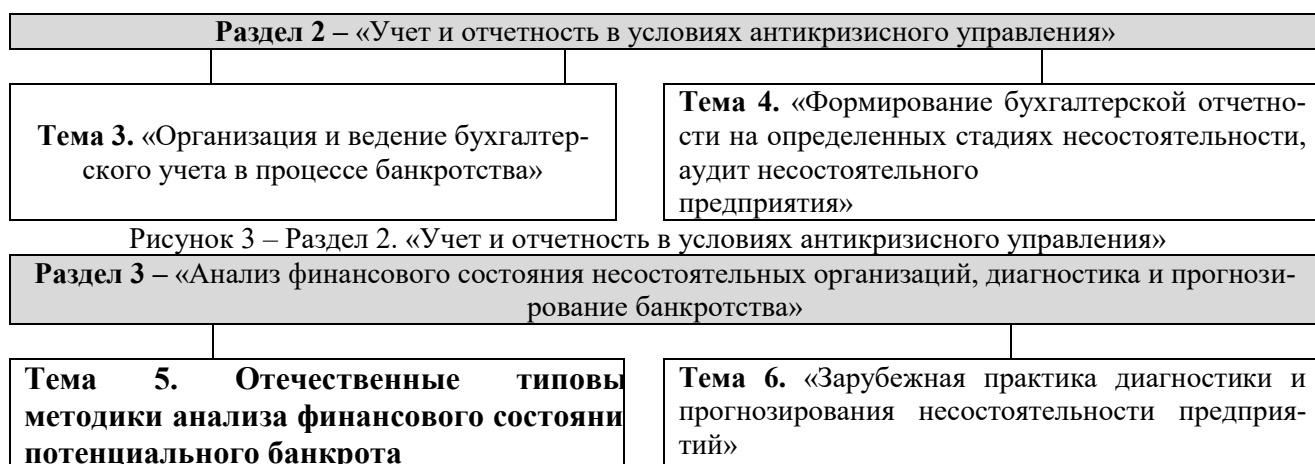 Раздел 2 – «Учет и отчетность в условиях антикризисного управления»
Тема 3. «Организация и ведение бухгалтер-
ского учета в процессе банкротства»
Тема 4. «Формирование бухгалтерской отчетно-
сти на определенных стадиях несостоятельности,
аудит несостоятельного
предприятия»
Рисунок 3 – Раздел 2. «Учет и отчетность в условиях антикризисного управления»
Раздел 3 – «Анализ финансового состояния несостоятельных организаций, диагностика и прогнози-
рование банкротства»
Тема 5. Отечественные типовы
методики анализа финансового состояни
потенциального банкрота
Тема 6. «Зарубежная практика диагностики и
прогнозирования несостоятельности предприя-
тий»